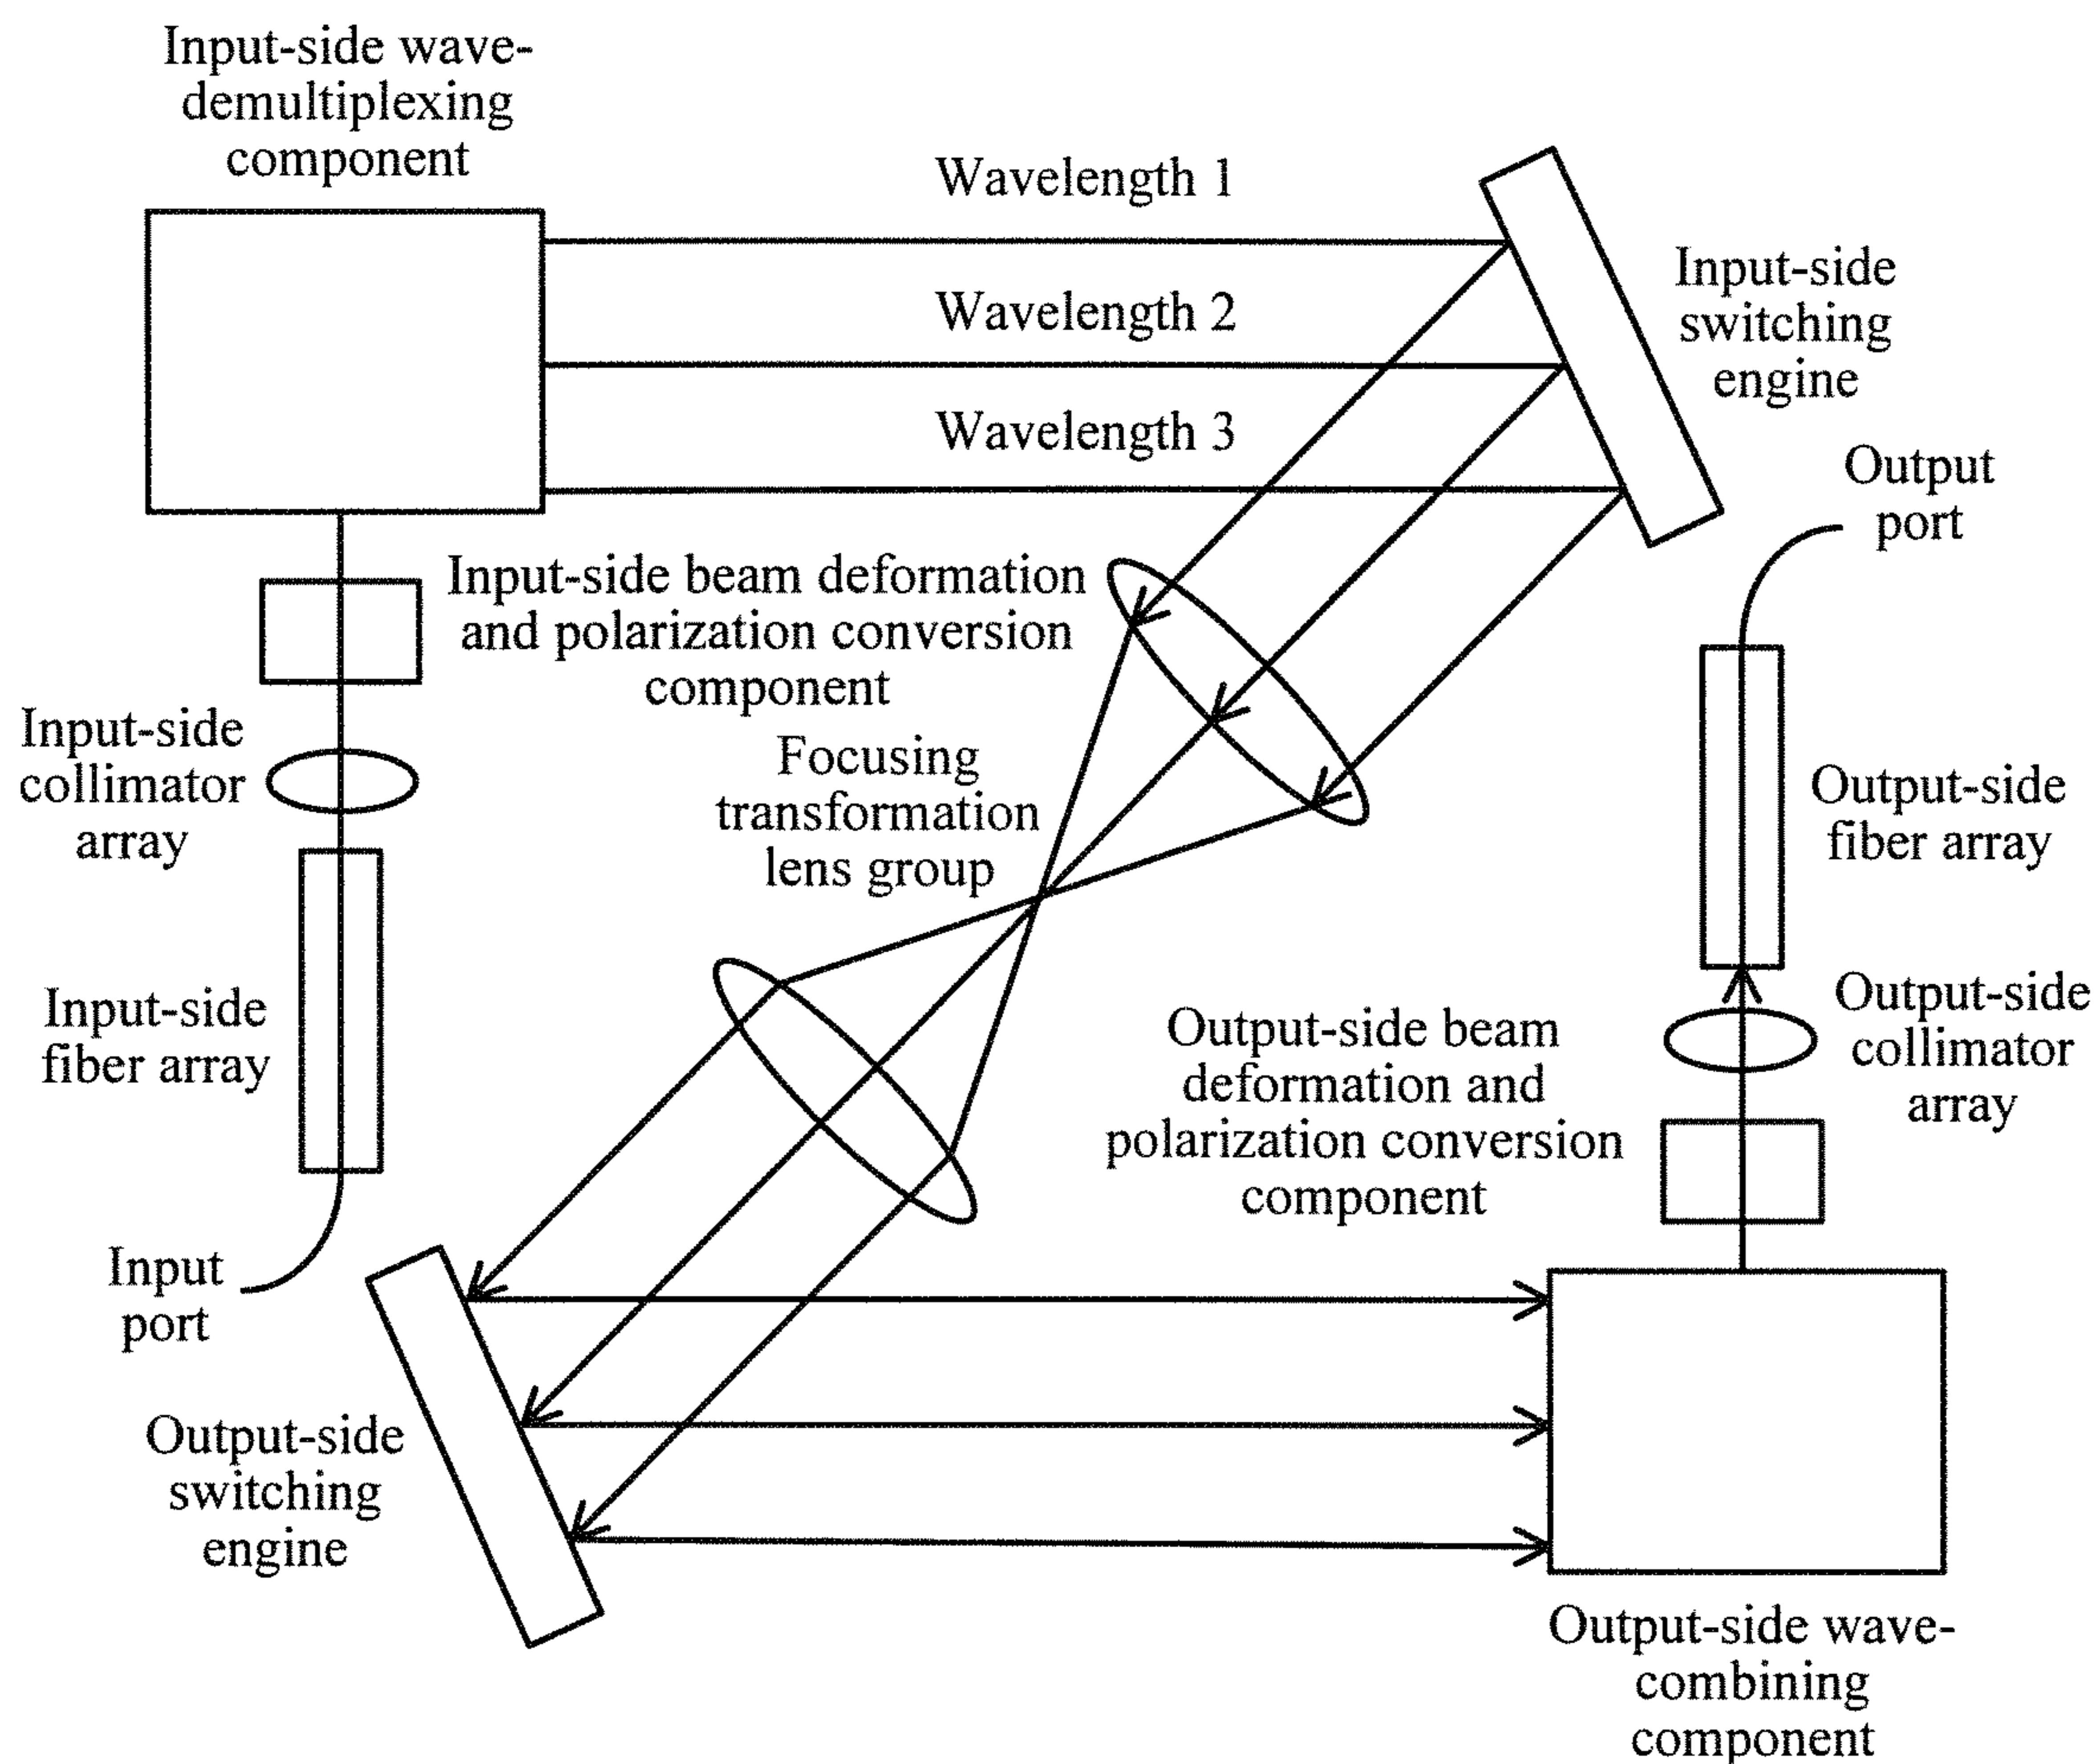 Input-side wave-
demultiplexing
component
Wavelength 1
Wavelength 2
Wavelength 3
Input-side
switching
engine
Output
port
Input-side beam deformation
and polarization conversion
component
Input-side
collimator
array
Focusing
transformation
lens group
Output-side
fiber array
Input-side
fiber array
Output-side
collimator
array
Output-side beam
deformation and
polarization conversion
component
Input
port
Output-side
switching
engine
Output-side wave-
combining
component